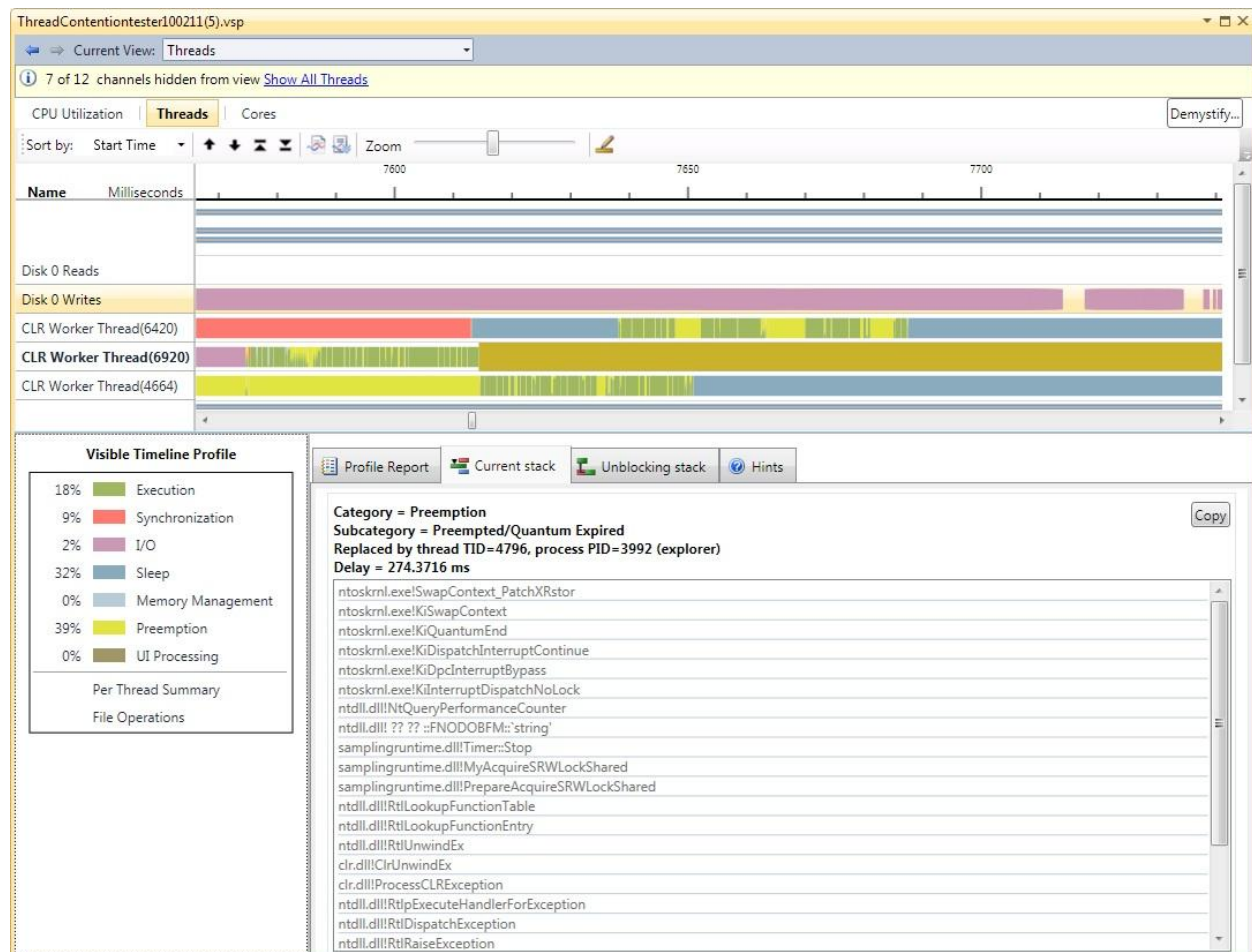 ThreadContentiontester100211(5).vsp
Current View: Threads
7 of 12 channels hidden from view Show All Threads
CPU Utilization Threads Cores Demystify...
Sort by: Start Time Zoom
7600 7650 7700
Name Milliseconds
Disk 0 Reads
Disk 0 Writes
CLR Worker Thread(6420)
CLR Worker Thread(6920)
CLR Worker Thread(4664)
Visible Timeline Profile
18% Execution
9% Synchronization
2% I/O
32% Sleep
0% Memory Management
39% Preemption
0% UI Processing
Per Thread Summary
File Operations
Profile Report Current stack Unblocking stack Hints
Category = Preemption
Copy
Subcategory = Preempted/Quantum Expired
Replaced by thread TID=4796, process PID=3992 (explorer)
Delay = 274.3716 ms
ntoskrnl.exe!SwapContext_PatchXRstor
ntoskrnl.exe!KiSwapContext
ntoskrnl.exe!KiQuantumEnd
ntoskrnl.exe!KiDispatchInterruptContinue
ntoskrnl.exe!KiDpcInterruptBypass
ntoskrnl.exe!KiInterruptDispatchNoLock
ntdll.dll!NtQueryPerformanceCounter
ntdll.dll! ?? ?? ::FNODOBFM::`string'
samplingruntime.dll!Timer::Stop
samplingruntime.dll!MyAcquireSRWLockShared
samplingruntime.dll!PrepareAcquireSRWLockShared
ntdll.dll!RtlLookupFunctionTable
ntdll.dll!RtlLookupFunctionEntry
ntdll.dll!RtlUnwindEx
clr.dll!ClrUnwindEx
clr.dll!ProcessCLRException
ntdll.dll!RtlpExecuteHandlerForException
ntdll.dll!RtlDispatchException
ntdll.dll!RtlRaiseException